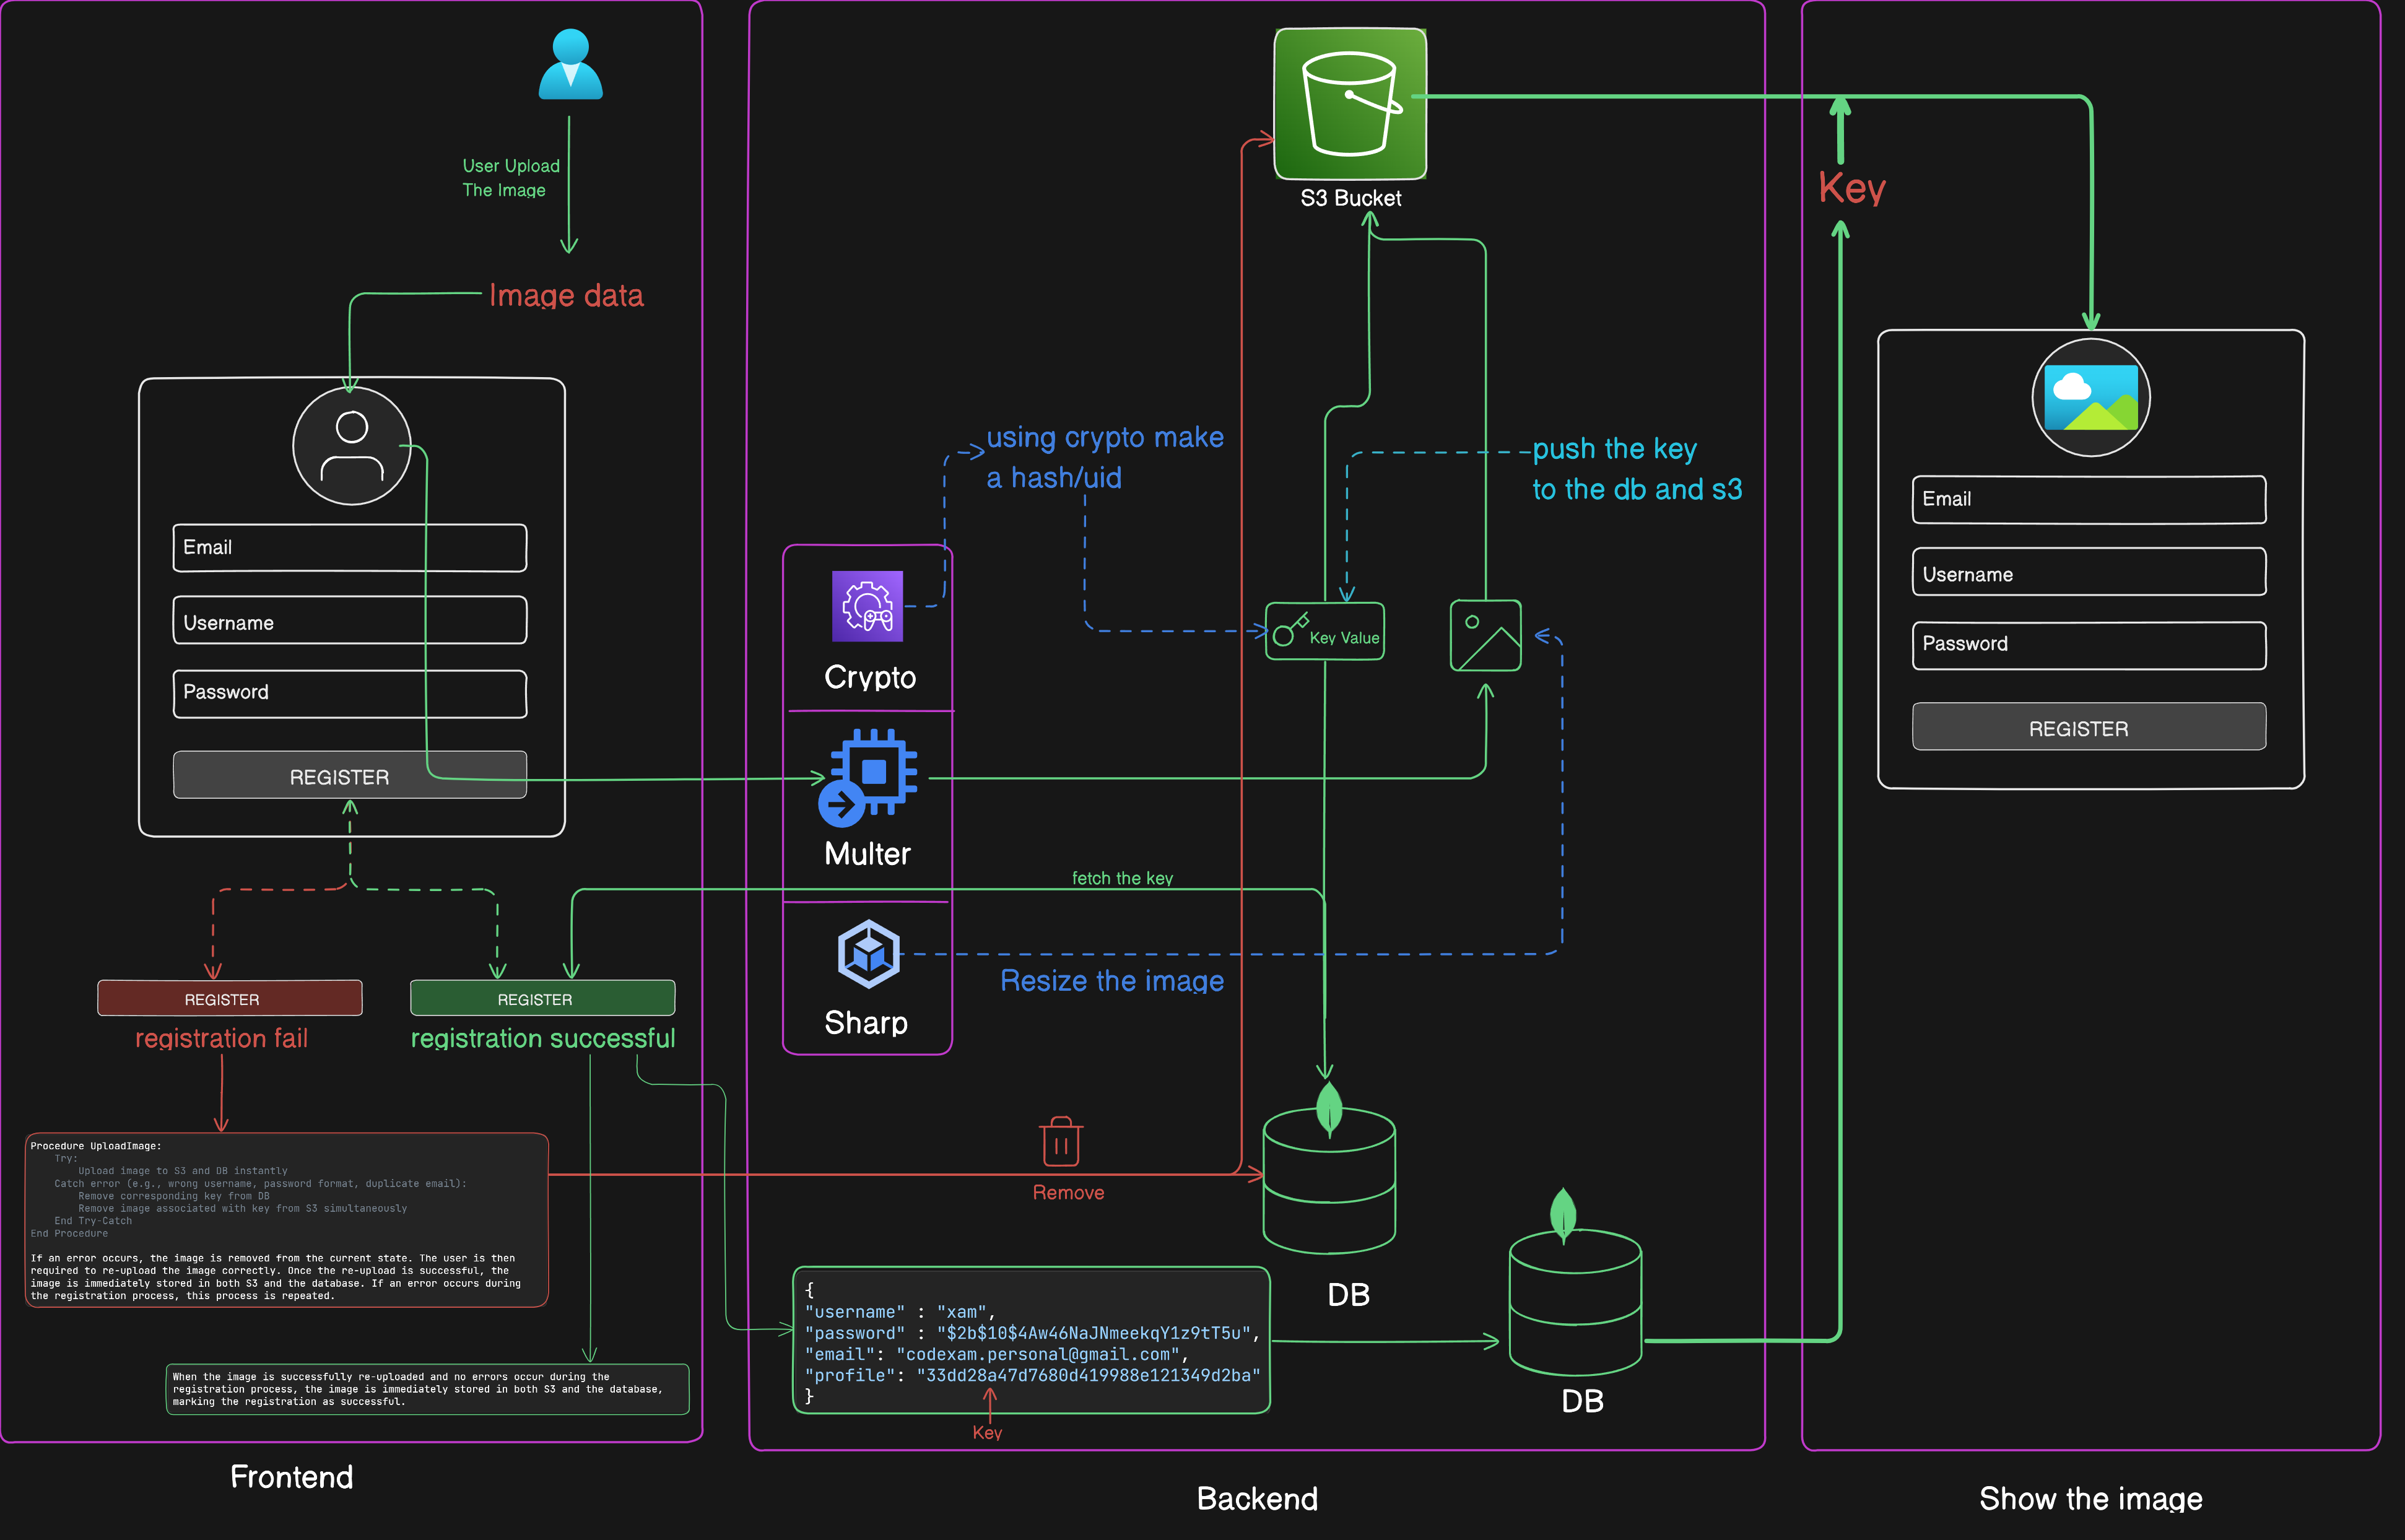 User Upload
The Image
Image data
Email
Username
Password
REGISTER
REGISTER
registration fail
REGISTER
registration successful
Procedure UploadImage:
    Try:
        Upload image to S3 and DB instantly
    Catch error (e.g., wrong username, password format, duplicate email):
        Remove corresponding key from DB
        Remove image associated with key from S3 simultaneously
    End Try-Catch
End Procedure
If an error occurs, the image is removed from the current state. The user is then
required to re-upload the image correctly. Once the re-upload is successful, the
image is immediately stored in both S3 and the database. If an error occurs during
the registration process, this process is repeated.
When the image is successfully re-uploaded and no errors occur during the
registration process, the image is immediately stored in both S3 and the database,
marking the registration as successful.
Frontend
S3 Bucket
using crypto make
a hash/uid
push the key
to the db and s3
Crypto
Key Value
Multer
fetch the key
Sharp
Resize the image
Remove
DB
{
"username" : "xam",
"password" : "$2b$10$4Aw46NaJNmeekqY1z9tT5u",
"email": "codexam.personal@gmail.com",
"profile": "33dd28a47d7680d419988e121349d2ba"
}
Key
DB
Backend
Key
Email
Username
Password
REGISTER
Show the image